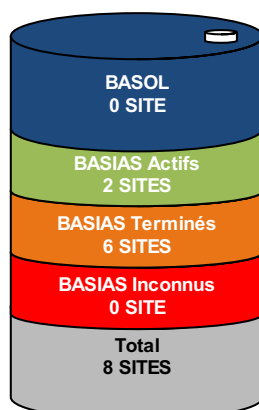 BASOL
0 SITE
BASIAS Actifs
2 SITES
BASIAS Terminés
6 SITES
BASIAS Inconnus
0 SITE
Total
8 SITES